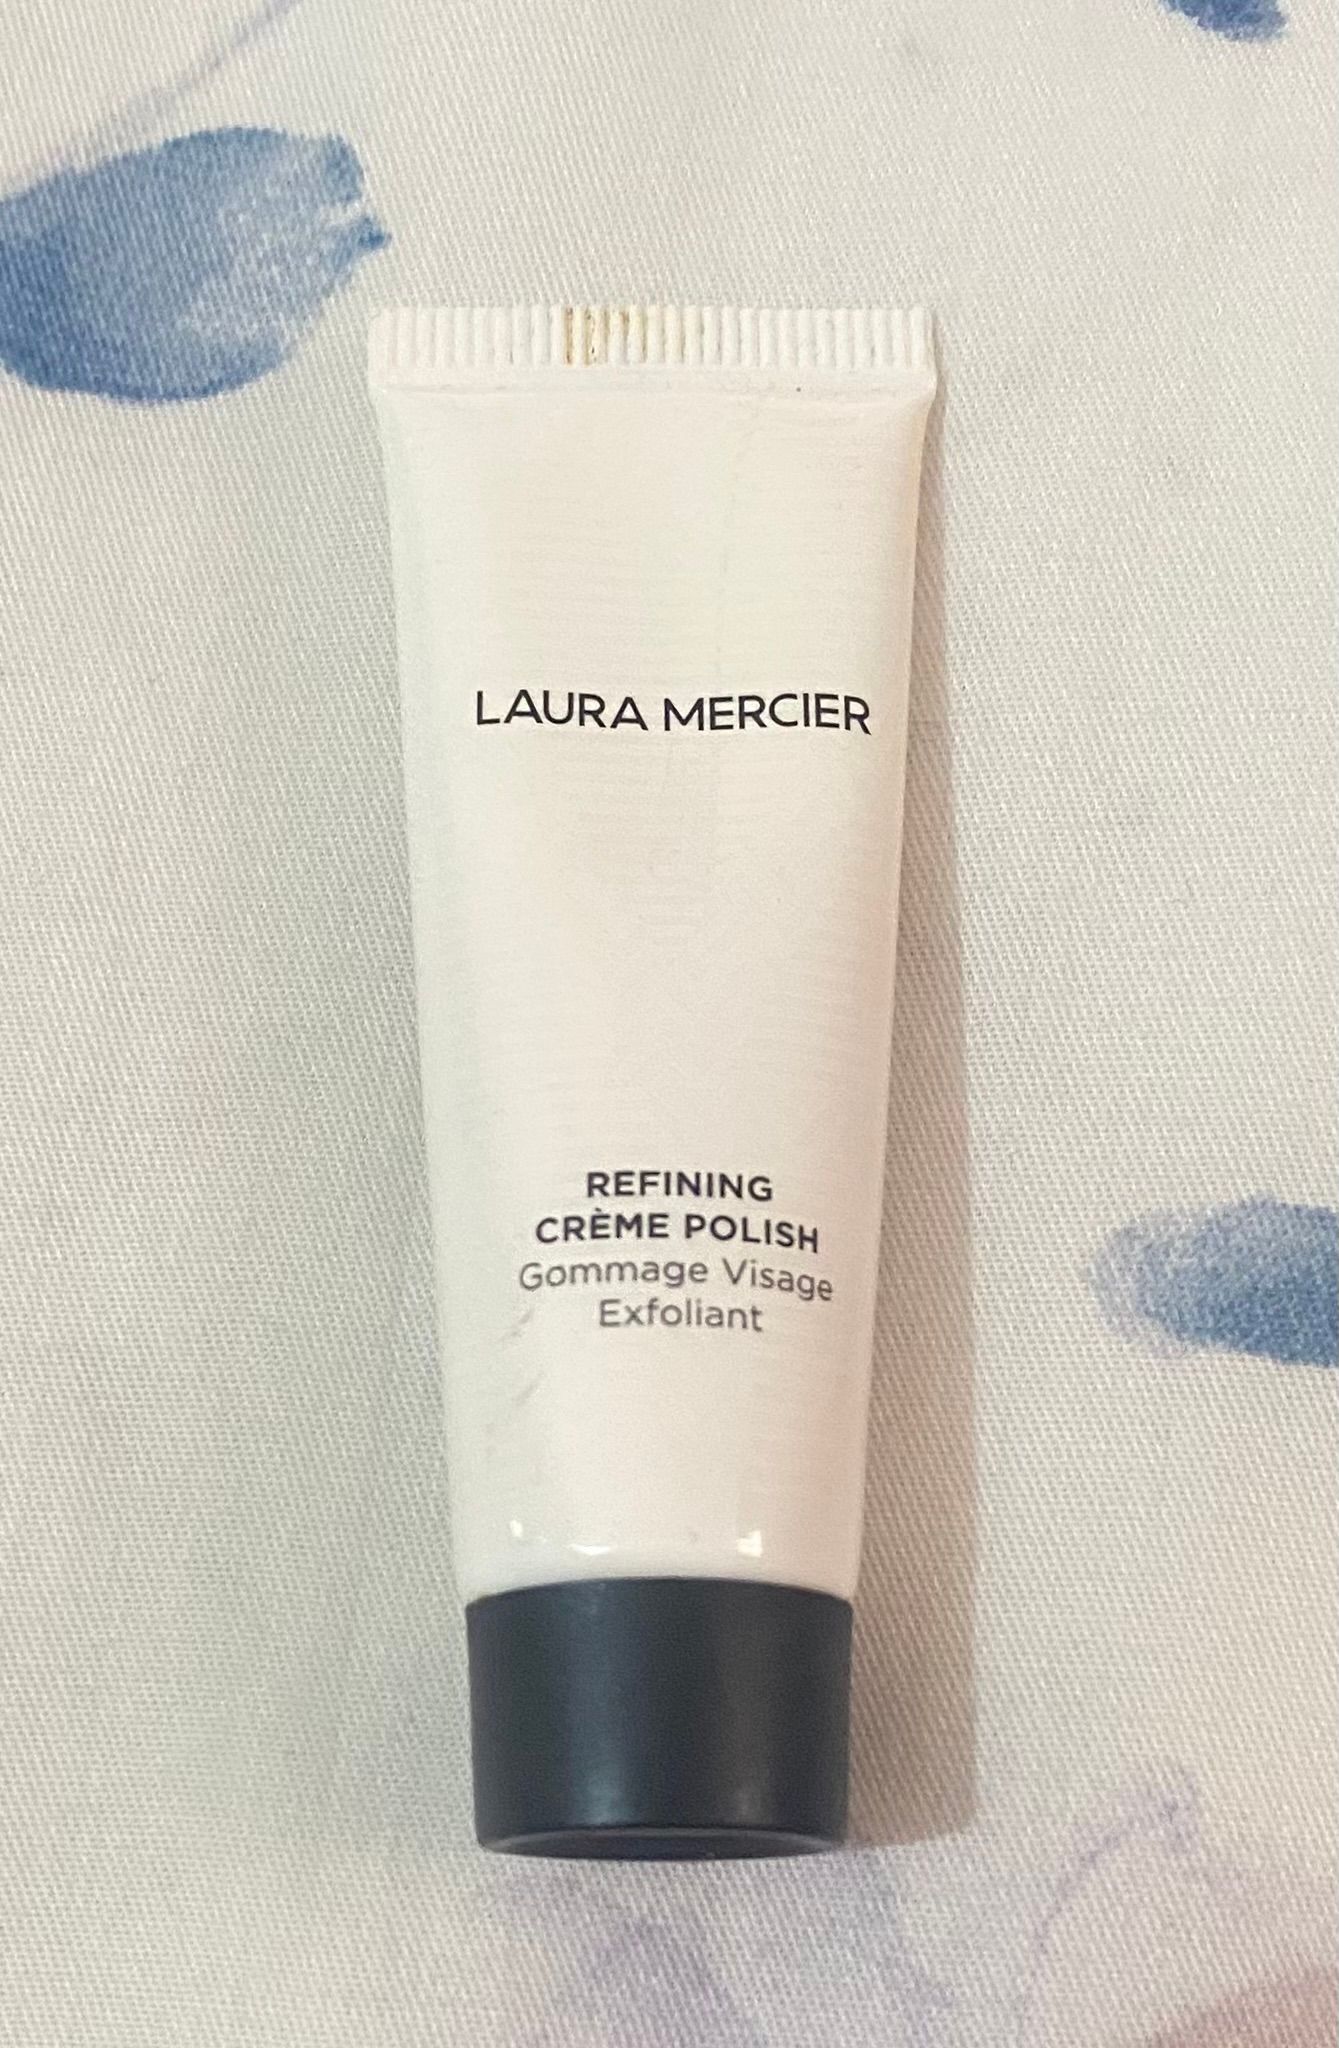 LAURA MERCIER
REFINING
CRÈME POLISH
Gommage Visage
Exfoliant